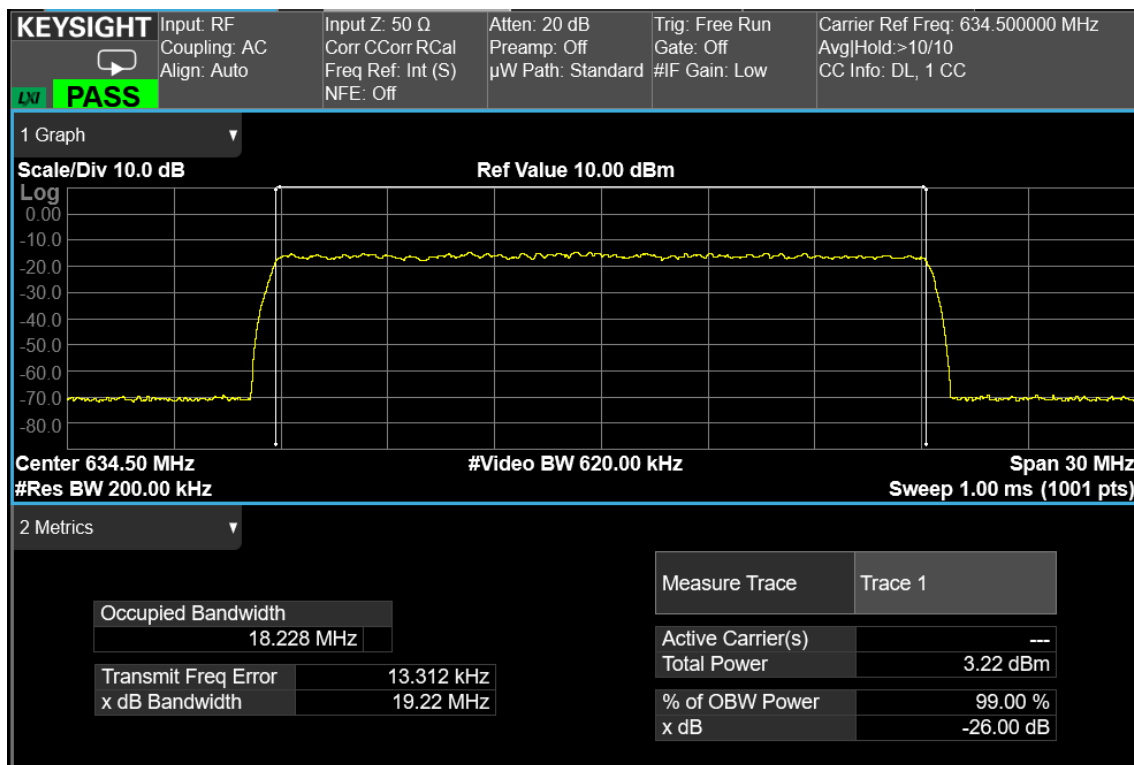 KEYSIGHT
LXI
PASS
Input: RF
Coupling: AC
Align: Auto
Input Z: 50 Ω
Corr CCorr RCal
Freq Ref: Int (S)
NFE: Off
Atten: 20 dB
Preamp: Off
µW Path: Standard
Trig: Free Run
Gate: Off
#IF Gain: Low
Carrier Ref Freq: 634.500000 MHz
Avg|Hold:>10/10
CC Info: DL, 1 CC
1 Graph
Scale/Div 10.0 dB
Ref Value 10.00 dBm
Log
0.00
-10.0
-20.0
-30.0
-40.0
-50.0
-60.0
-70.0
-80.0
Center 634.50 MHz
#Video BW 620.00 kHz
Span 30 MHz
#Res BW 200.00 kHz
Sweep 1.00 ms (1001 pts)
2 Metrics
Occupied Bandwidth
18.228 MHz
Transmit Freq Error 13.312 kHz
x dB Bandwidth 19.22 MHz
Measure Trace Trace 1
Active Carrier(s) ---
Total Power 3.22 dBm
% of OBW Power 99.00 %
x dB -26.00 dB